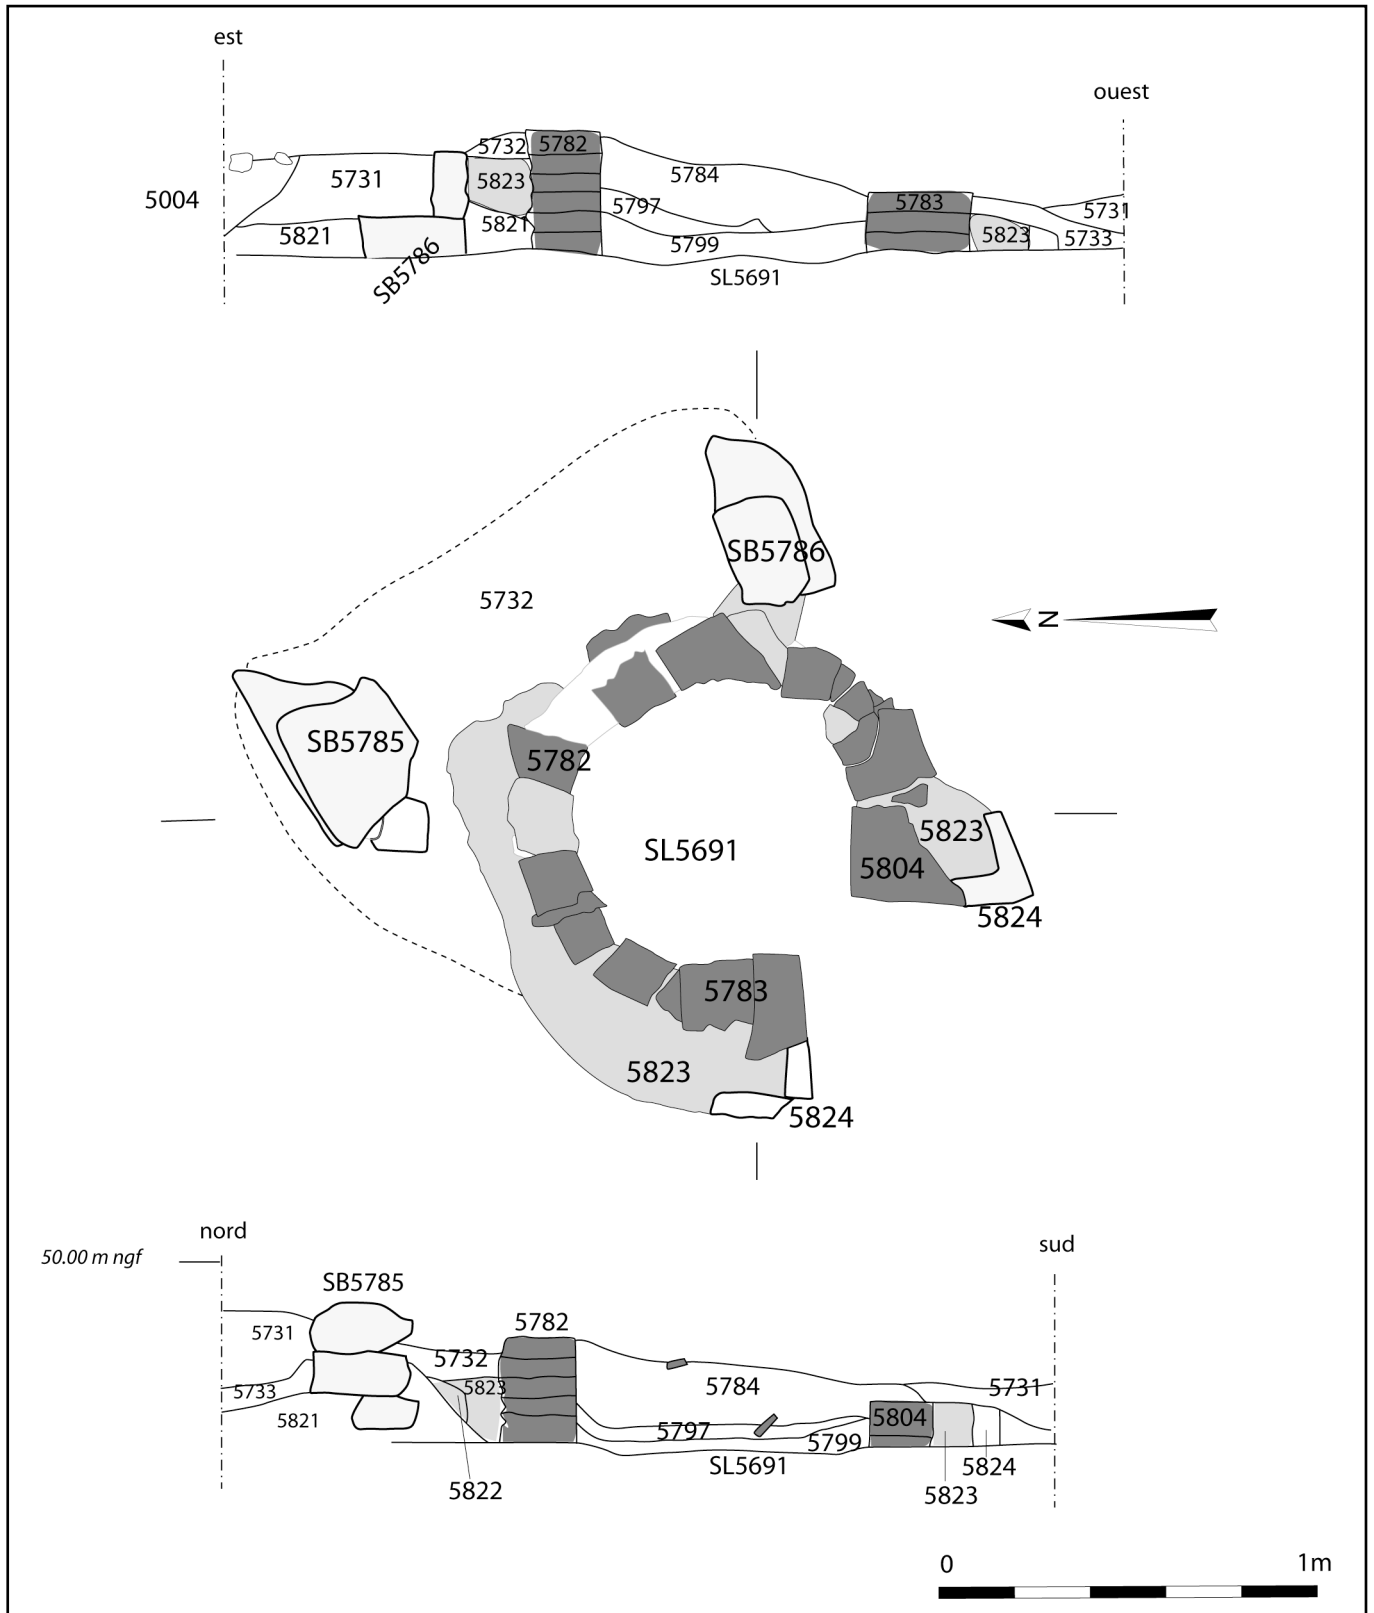 est
ouest
5732 5782
5731 5823 5784
5004 5797 5783 5731
5821 5821 5799 5823 5733
SB5786 SL5691
SB5786
5732
N
SB5785
5782
SL5691 5823
5804
5824
5783
5823
5824
nord
50.00 m ngf sud
SB5785
5731 5782
5732
5733 5823 5784 5731
5821 5797 5804
5799
SL5691 5824
5822 5823
0 1m